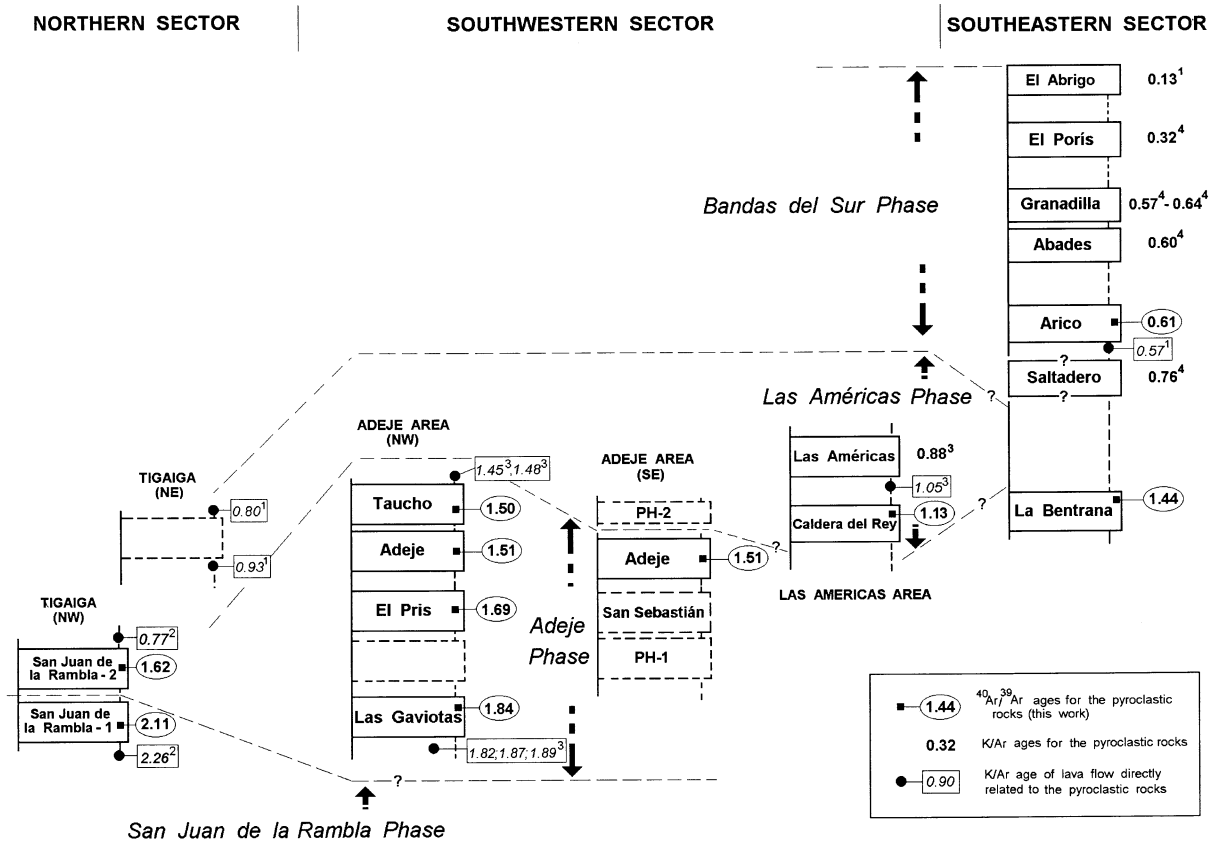 NORTHERN SECTOR
SOUTHWESTERN SECTOR
SOUTHEASTERN SECTOR
El Abrigo 0.13¹
El Porís 0.32⁴
Bandas del Sur Phase
Granadilla 0.57⁴-0.64⁴
Abades 0.60⁴
Arico 0.61
0.57¹
?
Saltadero 0.76⁴
?
Las Américas Phase
?
TIGAIGA
(NE)
0.80¹
0.93¹
TIGAIGA
(NW)
0.77²
San Juan de
la Rambla - 2
1.62
San Juan de
la Rambla - 1
2.11
2.26²
ADEJE AREA
(NW)
1.45³;1.48³
Taucho 1.50
Adeje 1.51
El Pris 1.69
Las Gaviotas 1.84
1.82;1.87;1.89³
?
San Juan de la Rambla Phase
Adeje
Phase
ADEJE AREA
(SE)
PH-2
Adeje 1.51
San Sebastián
PH-1
?
Las Américas 0.88³
1.05³
Caldera del Rey 1.13
LAS AMERICAS AREA
?
La Bentrana 1.44
1.44 ⁴⁰Ar/³⁹Ar ages for the pyroclastic
rocks (this work)
0.32 K/Ar ages for the pyroclastic rocks
0.90 K/Ar age of lava flow directly
related to the pyroclastic rocks